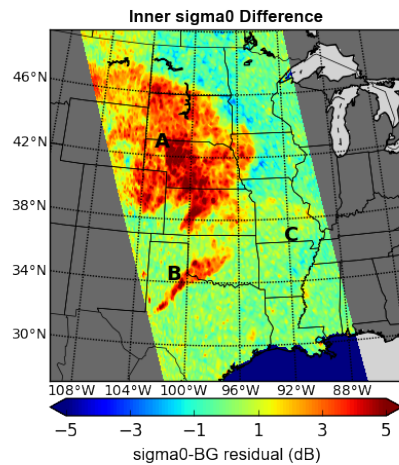 Inner sigma0 Difference
46°N
42°N
38°N
34°N
30°N
A
B
C
108°W 104°W 100°W 96°W 92°W 88°W
−5 −3 −1 1 3 5
sigma0-BG residual (dB)